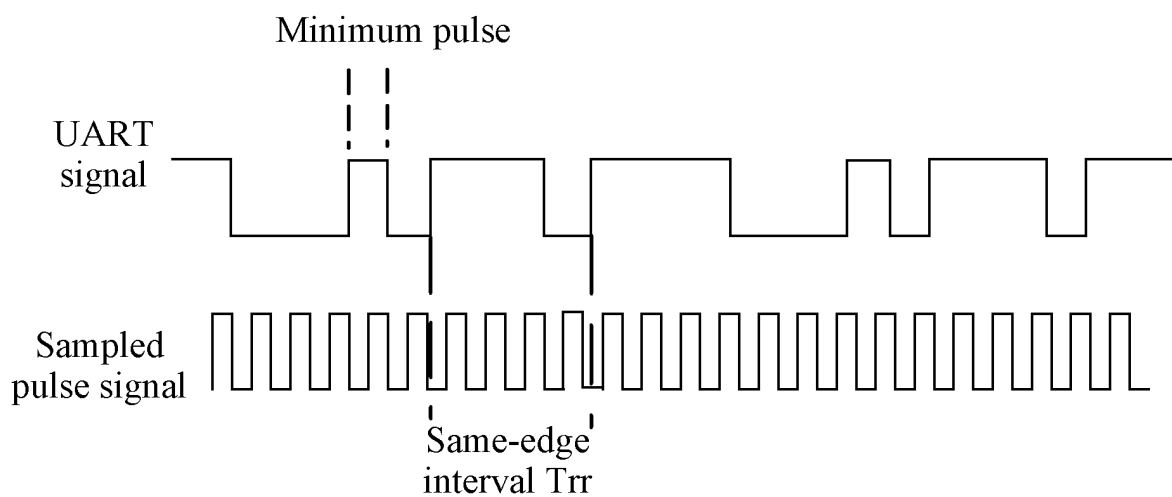 Minimum pulse
UART
signal
Sampled
pulse signal
Same-edge
interval Trr